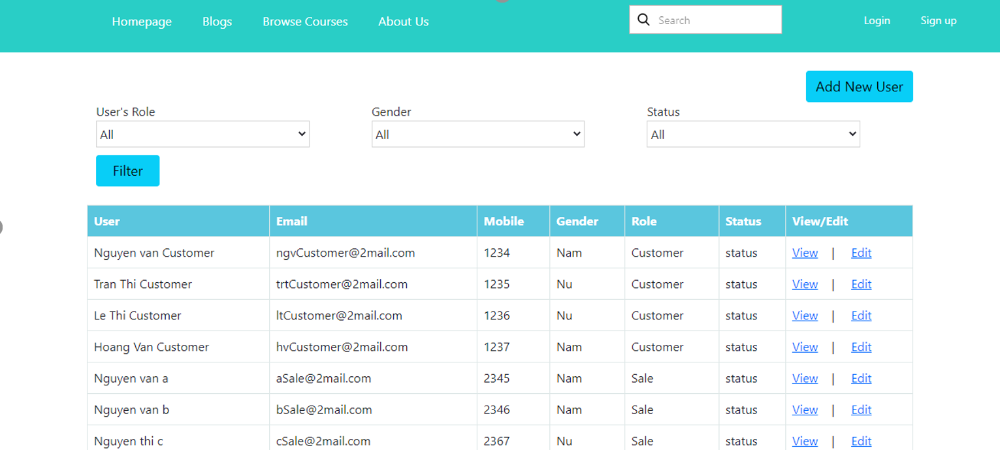 Homepage Blogs Browse Courses About Us Search Login Sign up
Add New User
User's Role Gender Status
All All All
Filter
User Email Mobile Gender Role Status View/Edit
Nguyen van Customer ngvCustomer@2mail.com 1234 Nam Customer status View | Edit
Tran Thi Customer trtCustomer@2mail.com 1235 Nu Customer status View | Edit
Le Thi Customer ltCustomer@2mail.com 1236 Nu Customer status View | Edit
Hoang Van Customer hvCustomer@2mail.com 1237 Nam Customer status View | Edit
Nguyen van a aSale@2mail.com 2345 Nam Sale status View | Edit
Nguyen van b bSale@2mail.com 2346 Nam Sale status View | Edit
Nguyen thi c cSale@2mail.com 2367 Nu Sale status View | Edit